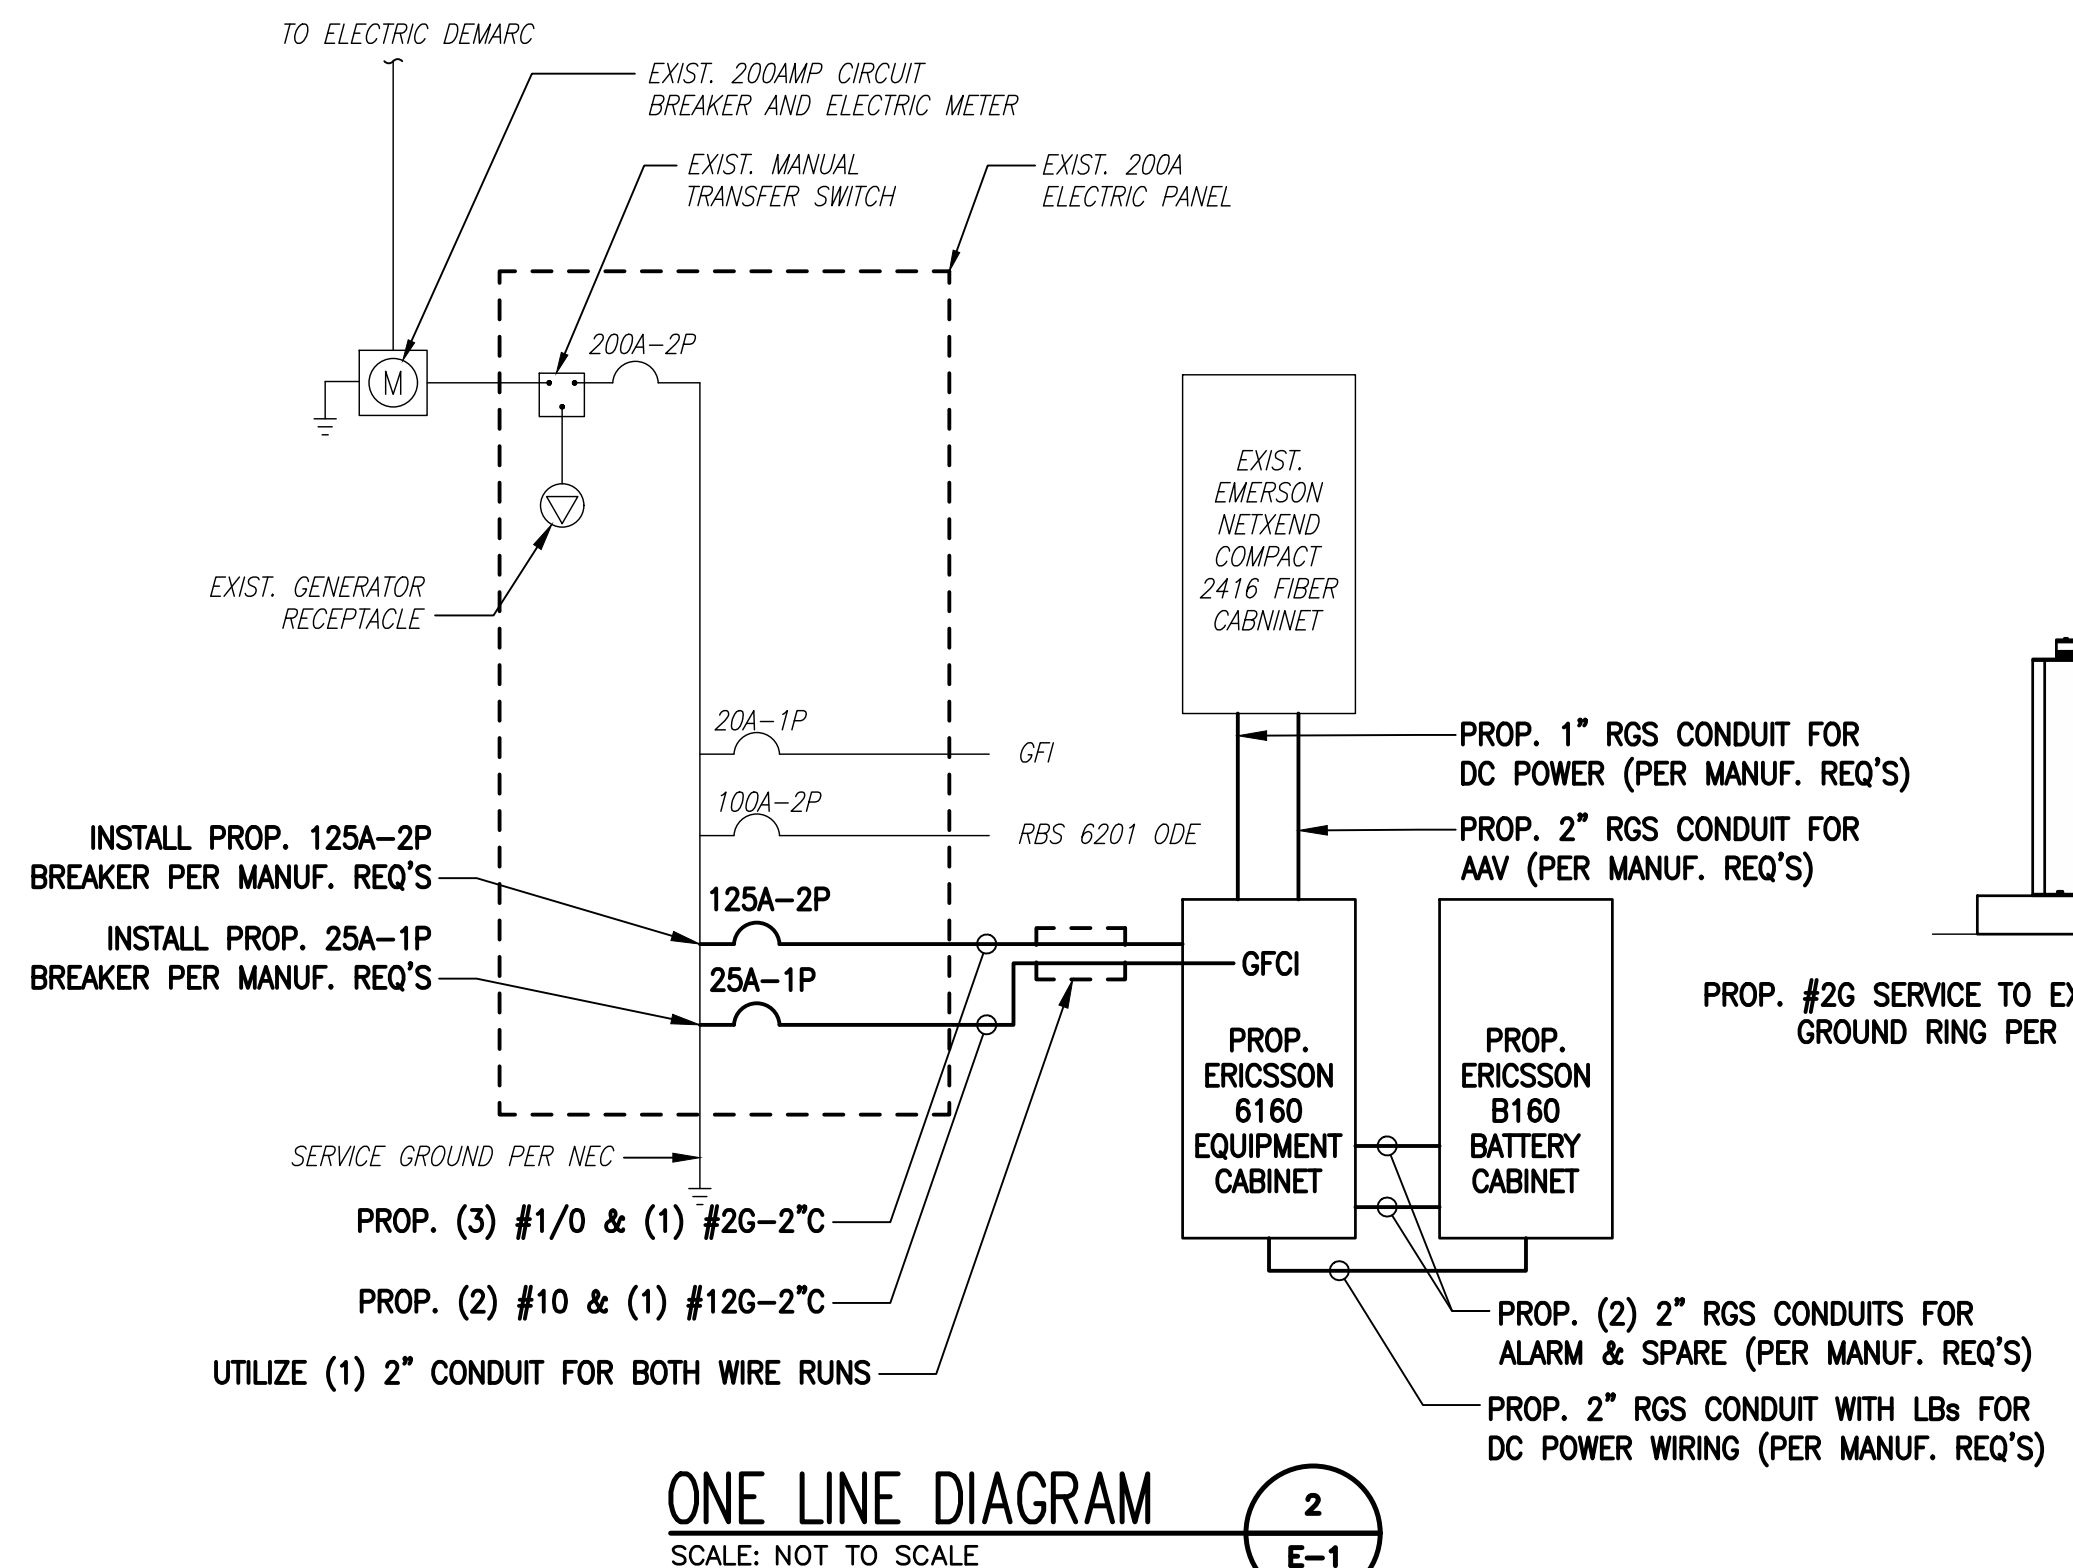 TO ELECTRIC DEMARC
EXIST. 200AMP CIRCUIT
BREAKER AND ELECTRIC METER
EXIST. MANUAL
TRANSFER SWITCH
EXIST. 200A
ELECTRIC PANEL
200A-2P
M
EXIST. GENERATOR
RECEPTACLE
EXIST.
EMERSON
NETXEND
COMPACT
2416 FIBER
CABNINET
20A-1P
GFI
100A-2P
RBS 6201 ODE
PROP. 1" RGS CONDUIT FOR
DC POWER (PER MANUF. REQ'S)
PROP. 2" RGS CONDUIT FOR
AAV (PER MANUF. REQ'S)
INSTALL PROP. 125A-2P
BREAKER PER MANUF. REQ'S
125A-2P
INSTALL PROP. 25A-1P
BREAKER PER MANUF. REQ'S
25A-1P
GFCI
PROP.
ERICSSON
6160
EQUIPMENT
CABINET
PROP.
ERICSSON
B160
BATTERY
CABINET
PROP. #2G SERVICE TO EX
GROUND RING PER
SERVICE GROUND PER NEC
PROP. (3) #1/0 & (1) #2G-2"C
PROP. (2) #10 & (1) #12G-2"C
UTILIZE (1) 2" CONDUIT FOR BOTH WIRE RUNS
PROP. (2) 2" RGS CONDUITS FOR
ALARM & SPARE (PER MANUF. REQ'S)
PROP. 2" RGS CONDUIT WITH LBs FOR
DC POWER WIRING (PER MANUF. REQ'S)
ONE LINE DIAGRAM
SCALE: NOT TO SCALE
2
E-1